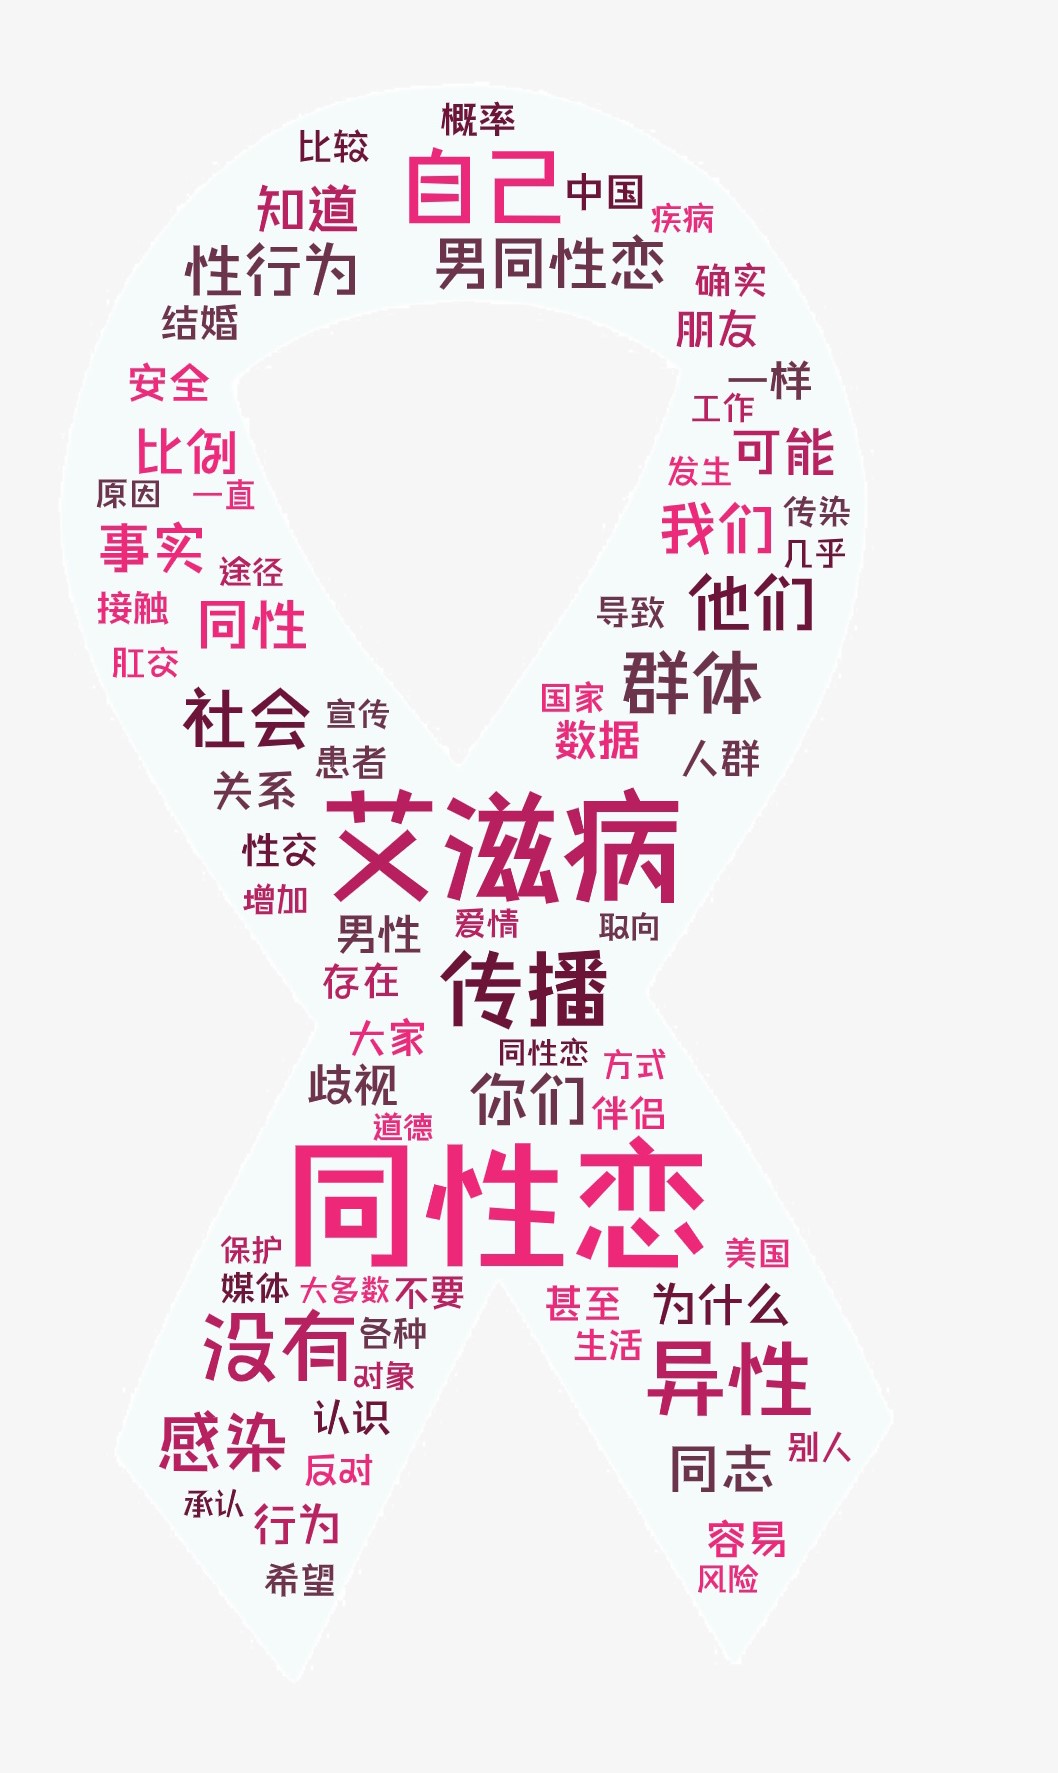 概率
比较
自己
中国
知道
疾病
性行为
男同性恋
确实
结婚
朋友
安全
一样
工作
比例
可能
发生
原因
一直
我们
传染
事实
几乎
途径
接触
同性
导致
他们
肛交
群体
国家
社会
宣传
数据
患者
人群
关系
艾滋病
性交
增加
男性
爱情
取向
存在
传播
大家
同性恋
方式
歧视
你们
伴侣
道德
同性恋
保护
美国
媒体
大多数
不要
甚至
为什么
没有
各种
生活
对象
异性
认识
感染
别人
同志
反对
承认
行为
容易
希望
风险